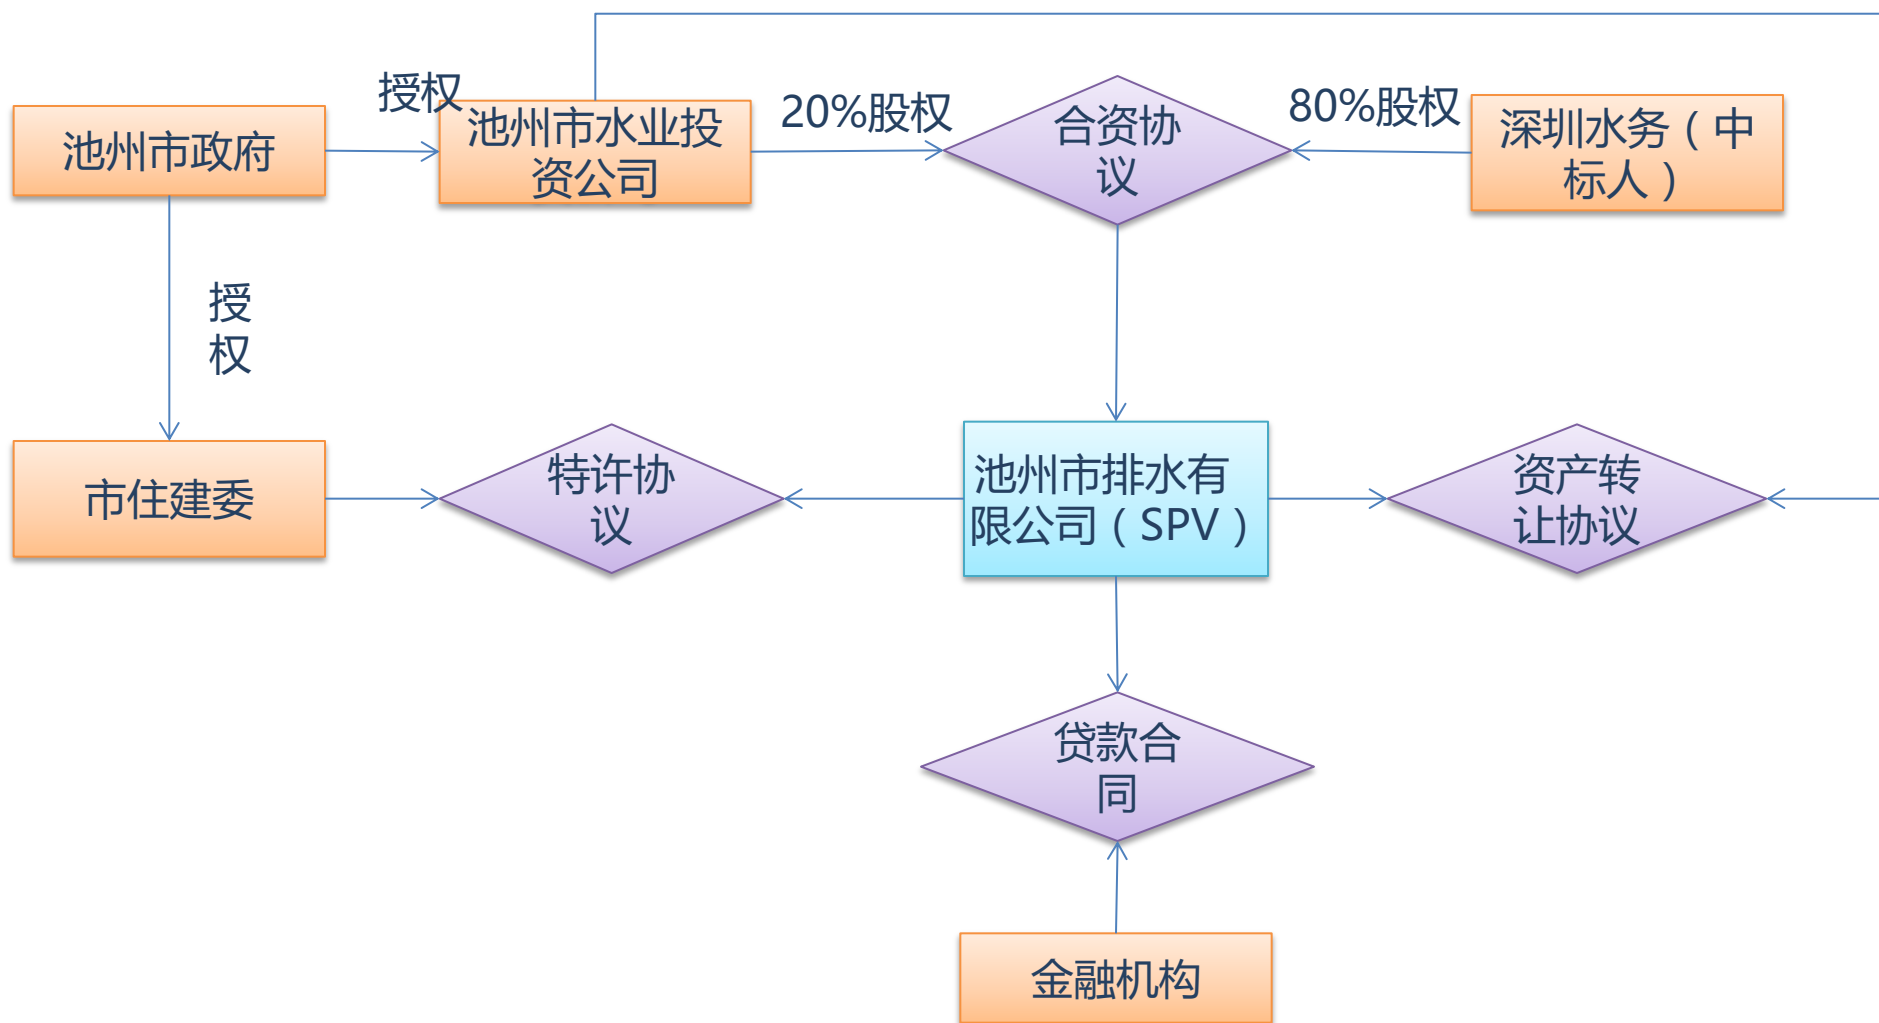 授权
池州市政府
池州市水业投
资公司
20%股权
合资协
议
80%股权
深圳水务（中
标人）
授
权
市住建委
特许协
议
池州市排水有
限公司（SPV）
资产转
让协议
贷款合
同
金融机构